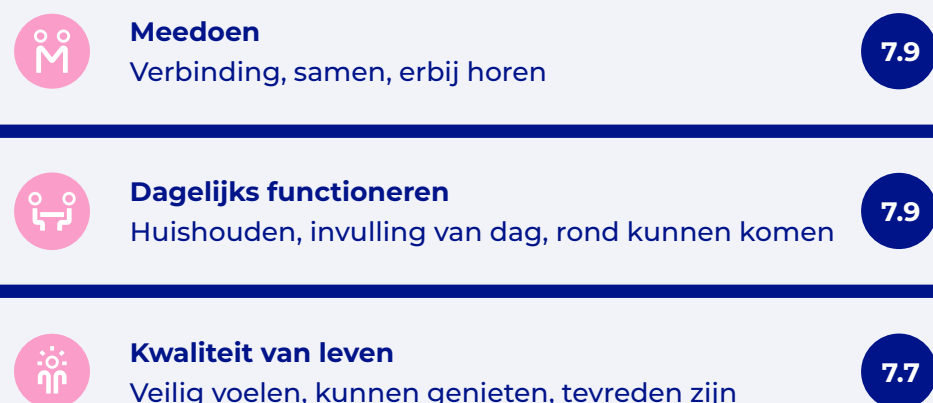 Meedoen
Verbinding, samen, erbij horen
7.9
Dagelijks functioneren
Huishouden, invulling van dag, rond kunnen komen
7.9
Kwaliteit van leven
Veilig voelen, kunnen genieten, tevreden zijn
7.7